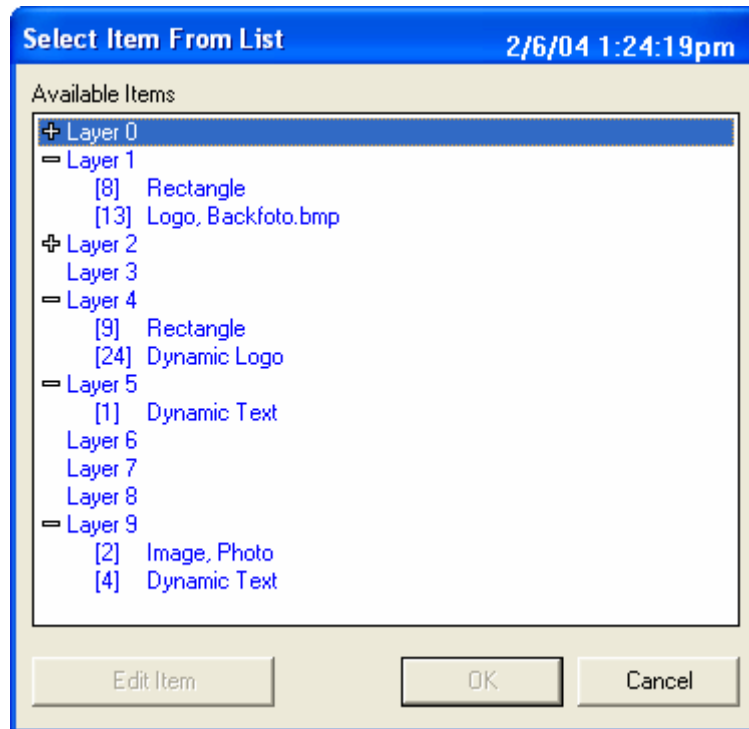 Select Item From List 2/6/04 1:24:19pm
Available Items
Layer 0
Layer 1
[8] Rectangle
[13] Logo, Backfoto.bmp
Layer 2
Layer 3
Layer 4
[9] Rectangle
[24] Dynamic Logo
Layer 5
[1] Dynamic Text
Layer 6
Layer 7
Layer 8
Layer 9
[2] Image, Photo
[4] Dynamic Text
Edit Item OK Cancel